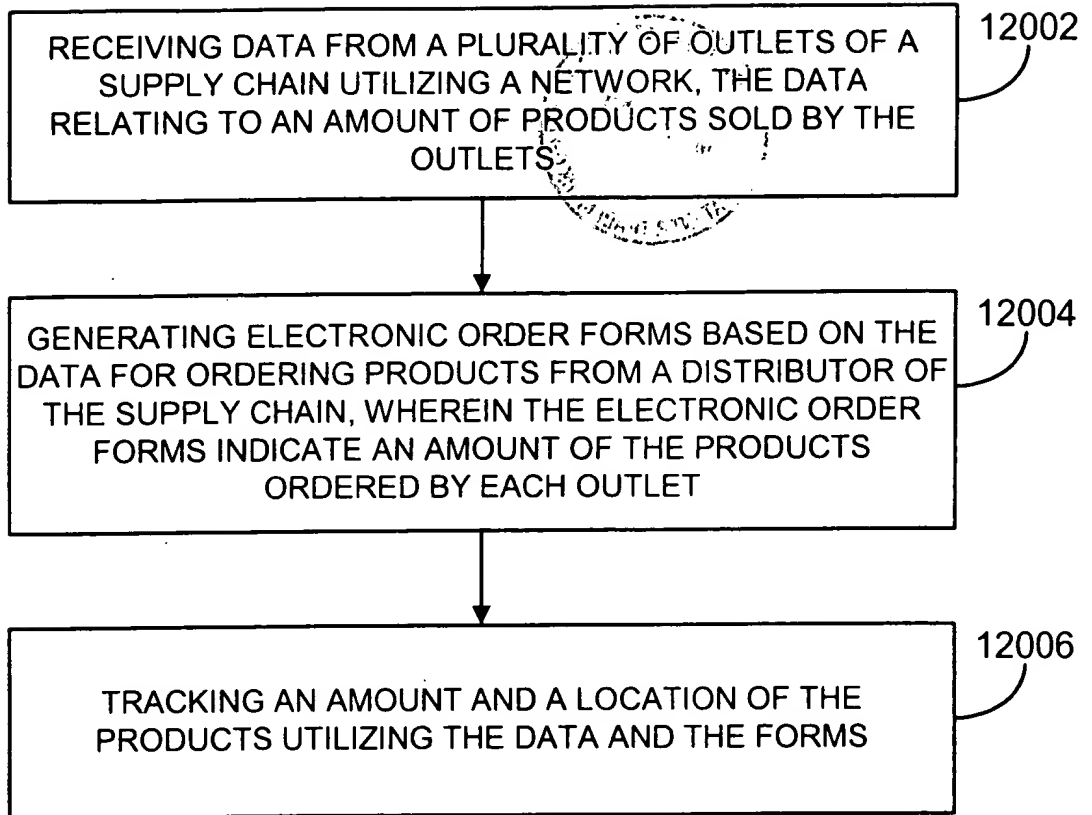 RECEIVING DATA FROM A PLURALITY OF OUTLETS OF A
SUPPLY CHAIN UTILIZING A NETWORK, THE DATA
RELATING TO AN AMOUNT OF PRODUCTS SOLD BY THE
OUTLETS
12002
GENERATING ELECTRONIC ORDER FORMS BASED ON THE
DATA FOR ORDERING PRODUCTS FROM A DISTRIBUTOR OF
THE SUPPLY CHAIN, WHEREIN THE ELECTRONIC ORDER
FORMS INDICATE AN AMOUNT OF THE PRODUCTS
ORDERED BY EACH OUTLET
12004
TRACKING AN AMOUNT AND A LOCATION OF THE
PRODUCTS UTILIZING THE DATA AND THE FORMS
12006